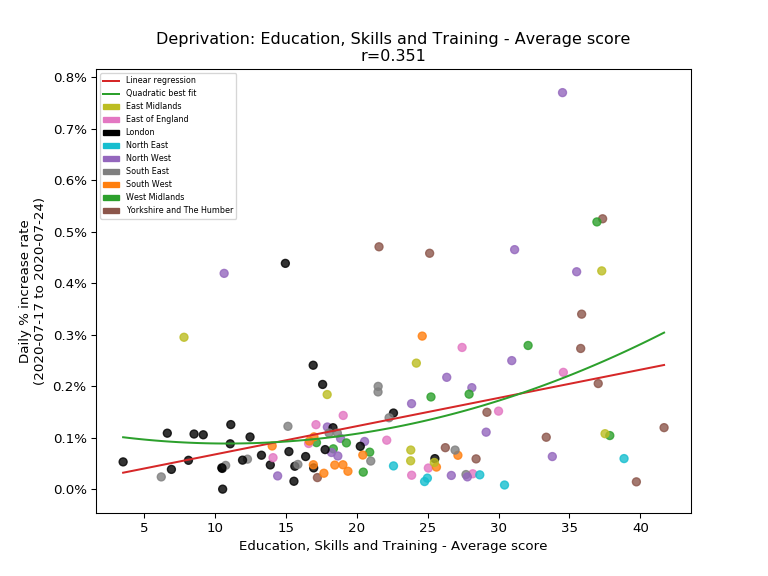 Deprivation: Education, Skills and Training - Average score
r=0.351
Daily % increase rate
(2020-07-17 to 2020-07-24)
0.8%
0.7%
0.6%
0.5%
0.4%
0.3%
0.2%
0.1%
0.0%
Linear regression
Quadratic best fit
East Midlands
East of England
London
North East
North West
South East
South West
West Midlands
Yorkshire and The Humber
5
10
15
20
25
30
35
40
Education, Skills and Training - Average score